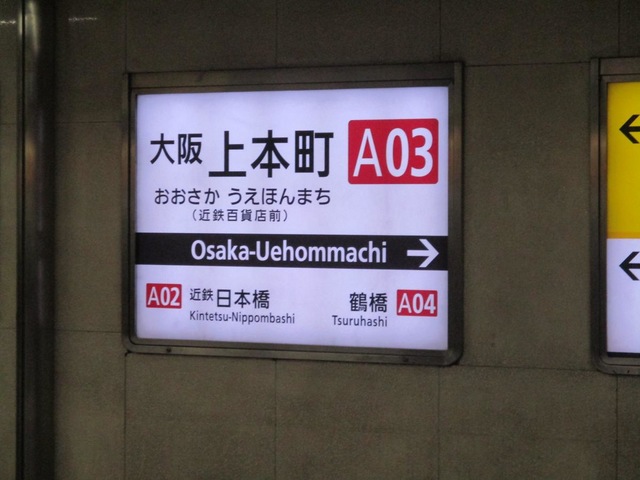 大阪 上本町 A03
おおさか うえほんまち
（近鉄百貨店前）
Osaka-Uehommachi →
A02 近鉄 日本橋 鶴橋 A04
Kintetsu-Nippombashi Tsuruhashi
←
←